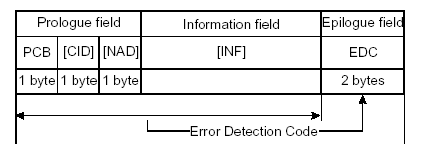 Prologue field Information field Epilogue field
PCB [CID] [NAD] [INF] EDC
1 byte 1 byte 1 byte 2 bytes
Error Detection Code